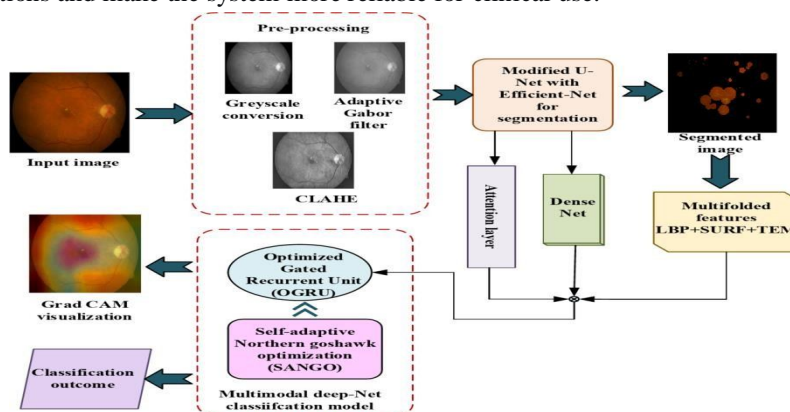 tions and make the system more reliable for clinical use.
Pre-processing
Greyscale
conversion
Adaptive
Gabor
filter
CLAHE
Input image
Modified U-
Net with
Efficient-Net
for
segmentation
Segmented
image
Attention layer
Dense
Net
Multifolded
features
LBP+SURF+TEM
Optimized
Gated
Recurrent Unit
(OGRU)
Grad CAM
visualization
Self-adaptive
Northern goshawk
optimization
(SANGO)
Classification
outcome
Multimodal deep-Net
classiifcation model